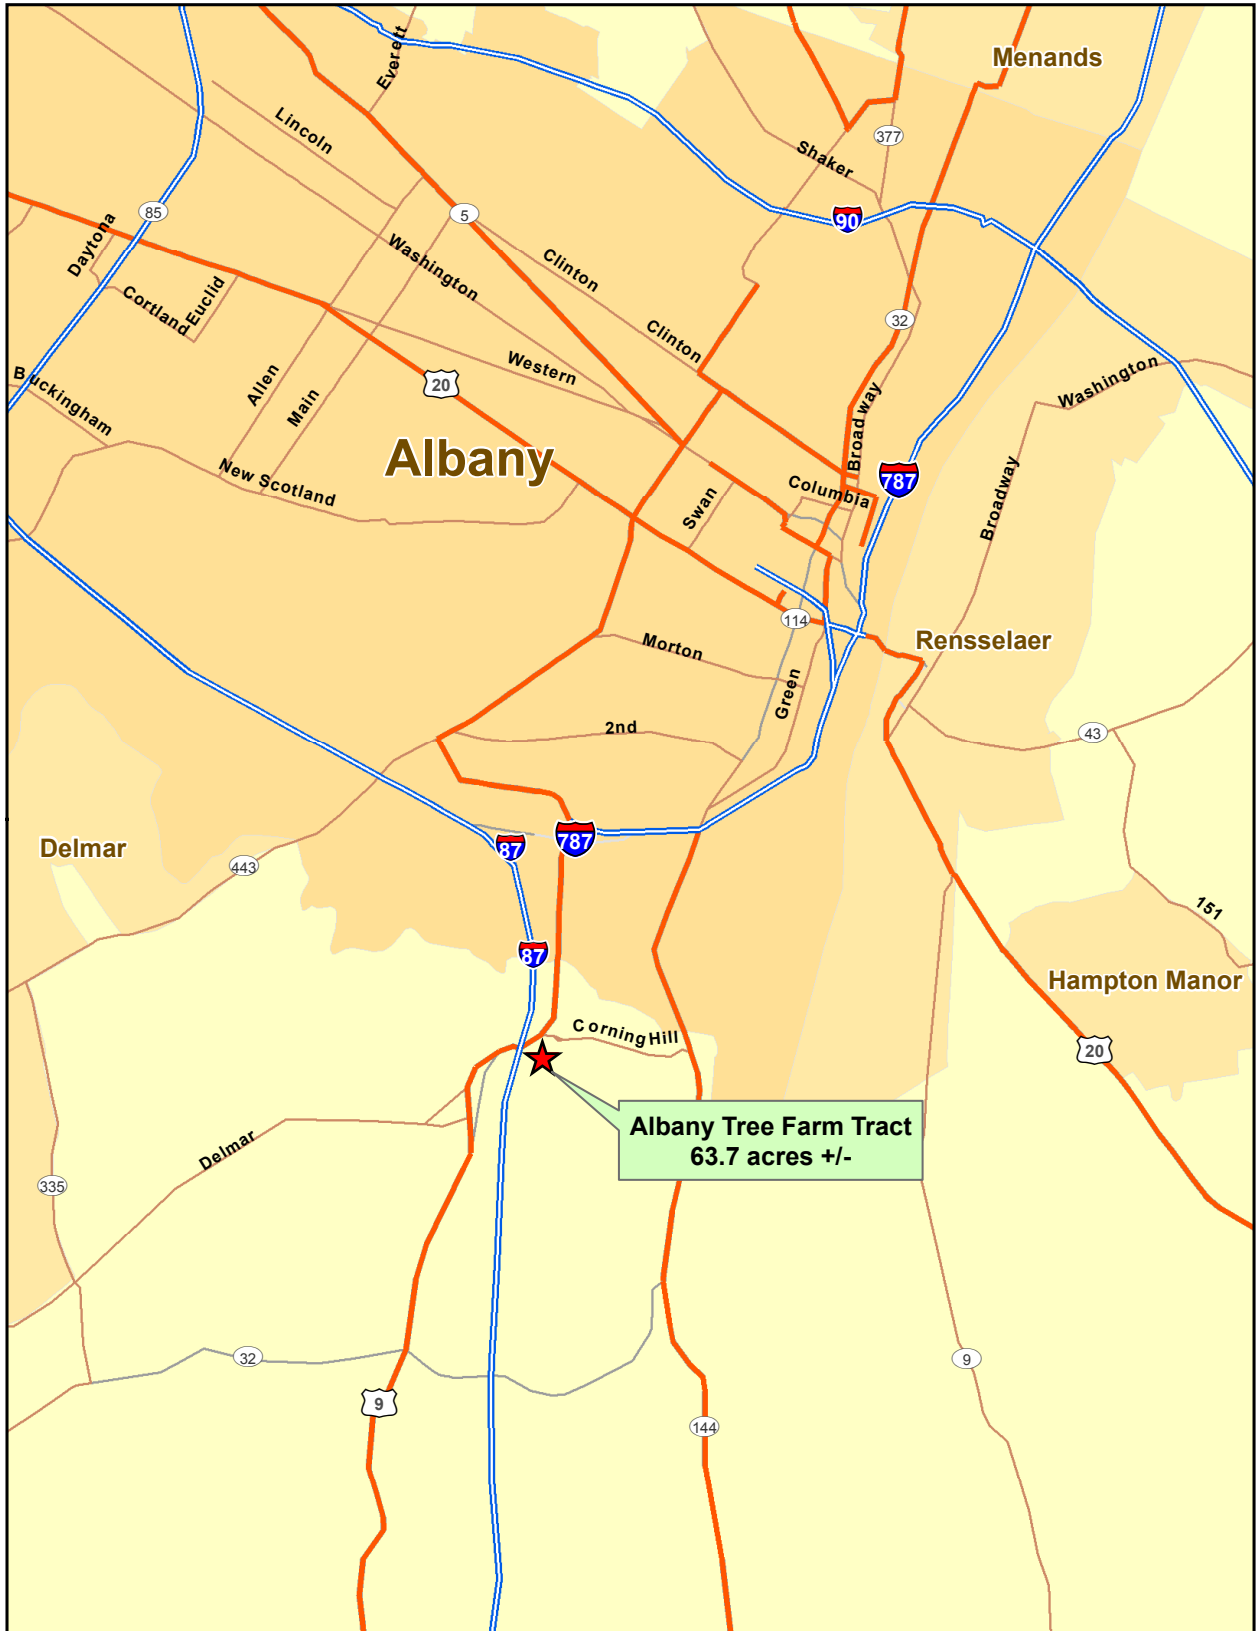 Menands
Everett
Lincoln
377
Shaker
85
5
90
Daytona
Washington
Clinton
Cortland
Euclid
Clinton
32
Buckingham
Allen
Main
20
Western
Broadway
Washington
Albany
New Scotland
787
Columbia
Swan
Broadway
114
Rensselaer
Morton
Green
2nd
43
Delmar
87
787
443
151
87
Hampton Manor
Corning Hill
20
Albany Tree Farm Tract
63.7 acres +/-
Delmar
335
32
9
9
144